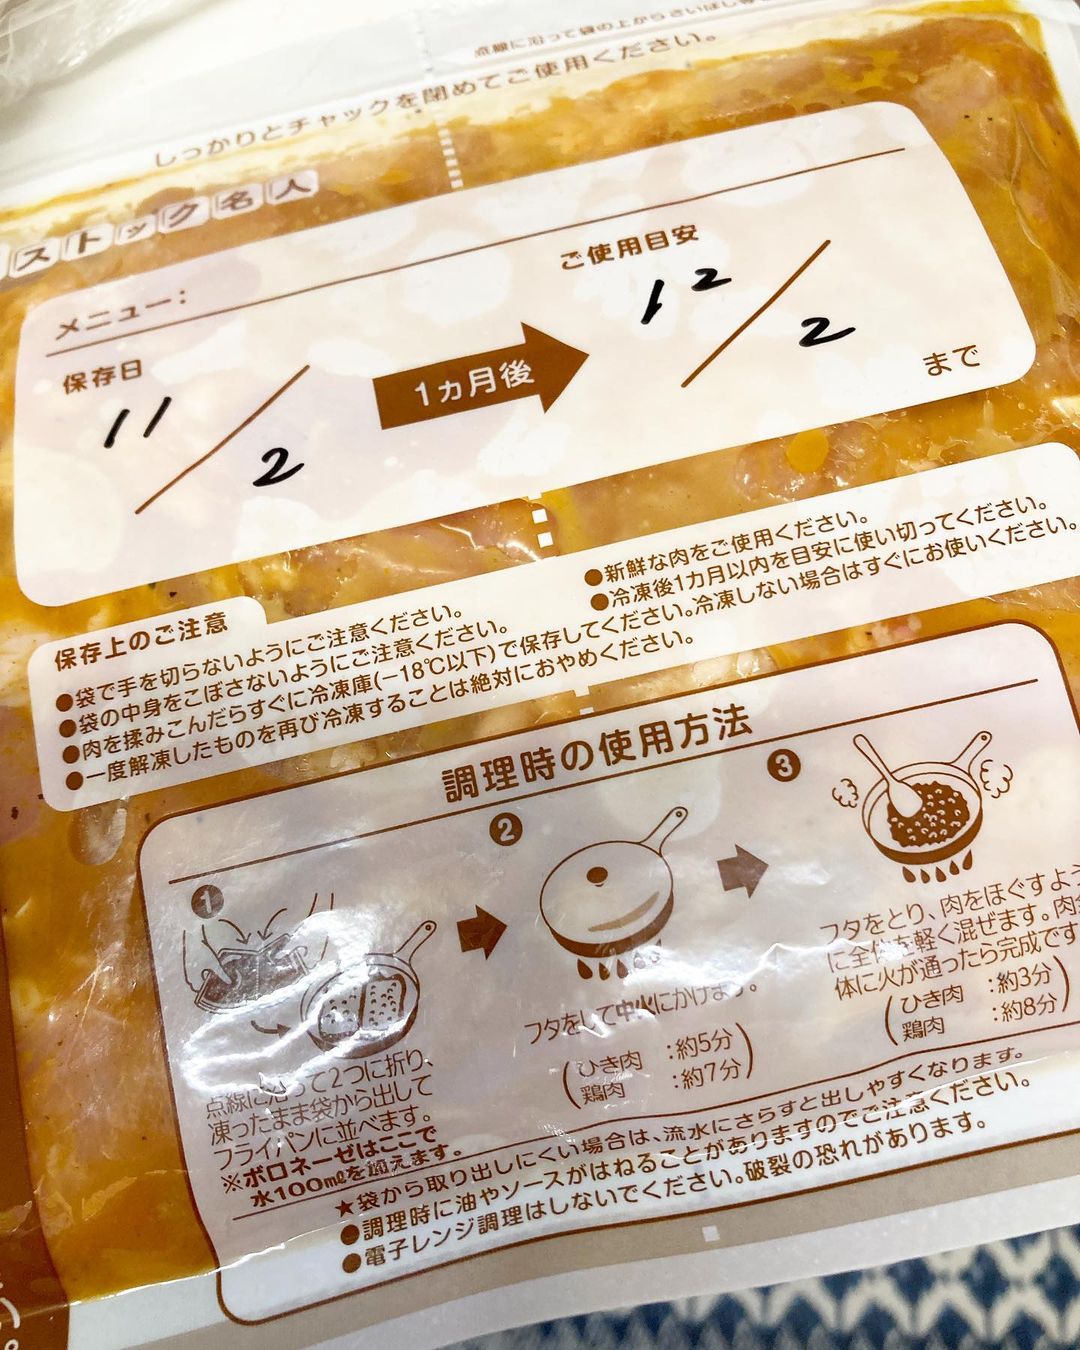 点線に沿って袋の上からさいばし
しっかりとチャックを閉めてご使用ください。
ストック名人
メニュー：
保存日
11/2
1ヵ月後
ご使用目安
12/2
まで
保存上のご注意
●袋で手を切らないようにご注意ください。
●袋の中身をこぼさないようにご注意ください。
●肉を揉みこんだらすぐに冷凍庫(−18℃以下)で保存してください。冷凍しない場合はすぐにお使いください。
●一度解凍したものを再び冷凍することは絶対におやめください。
●新鮮な肉をご使用ください。
●冷凍後1カ月以内を目安に使い切ってください。
調理時の使用方法
1
点線に沿って2つに折り、
凍ったまま袋から出して
フライパンに並べます。
※ボロネーゼはここで
水100mℓを加えます。
2
フタをして中火にかけます。
ひき肉 ：約5分
鶏肉 ：約7分
3
フタをとり、肉をほぐすよう
に全体を軽く混ぜます。肉
体に火が通ったら完成です
ひき肉 ：約3分
鶏肉 ：約8分
★袋から取り出しにくい場合は、流水にさらすと出しやすくなります。
●調理時に油やソースがはねることがありますのでご注意ください。
●電子レンジ調理はしないでください。破裂の恐れがあります。